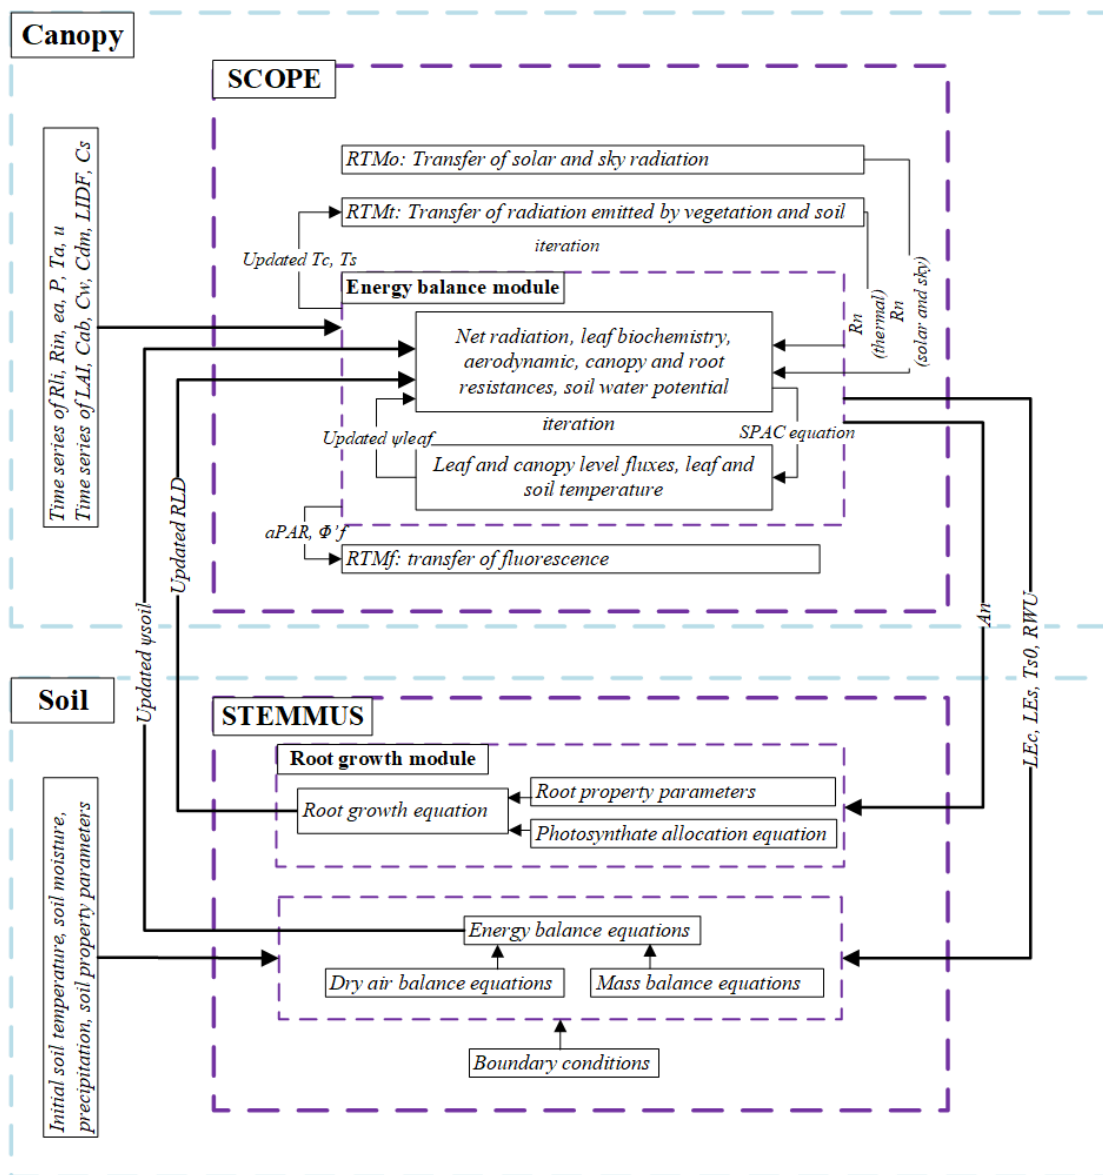 Canopy
SCOPE
Time series of Rli, Rin, ea, P, Ta, u
Time series of LAI, Cab, Cw, Cdm, LIDF, Cs
RTMo: Transfer of solar and sky radiation
RTMt: Transfer of radiation emitted by vegetation and soil
iteration
Updated Tc, Ts
Energy balance module
Rn
(thermal)
Rn
(solar and sky)
Net radiation, leaf biochemistry,
aerodynamic, canopy and root
resistances, soil water potential
iteration
Updated ψleaf
SPAC equation
Leaf and canopy level fluxes, leaf and
soil temperature
aPAR, Φ'f
RTMf: transfer of fluorescence
Updated ψsoil
Updated RLD
An
LEc, LEs, Ts0, RWU
Soil
STEMMUS
Initial soil temperature, soil moisture,
precipitation, soil property parameters
Root growth module
Root growth equation
Root property parameters
Photosynthate allocation equation
Energy balance equations
Dry air balance equations
Mass balance equations
Boundary conditions